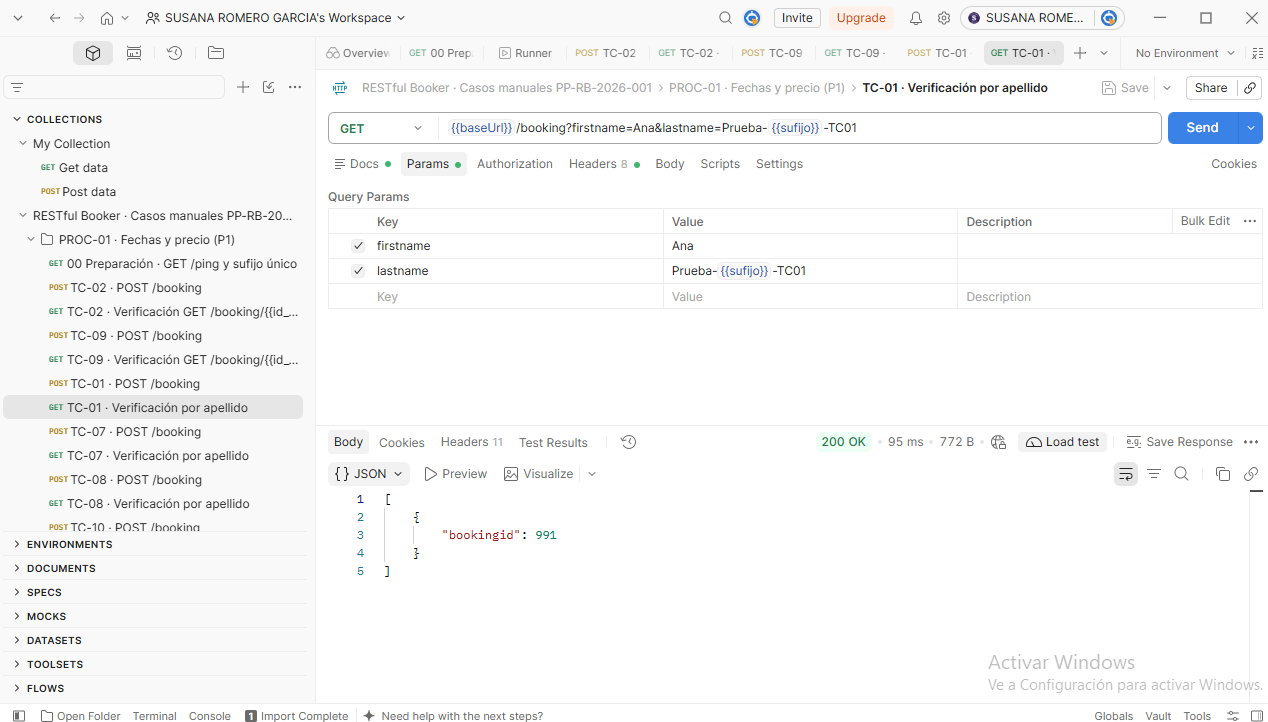 SUSANA ROMERO GARCIA's Workspace
Invite
Upgrade
SUSANA ROME...
Overview
GET 00 Prep
Runner
POST TC-02
GET TC-02 ·
POST TC-09
GET TC-09 ·
POST TC-01
GET TC-01 ·
No Environment
RESTful Booker · Casos manuales PP-RB-2026-001 > PROC-01 · Fechas y precio (P1) > TC-01 · Verificación por apellido
Save
Share
COLLECTIONS
My Collection
GET Get data
POST Post data
RESTful Booker · Casos manuales PP-RB-20...
PROC-01 · Fechas y precio (P1)
GET 00 Preparación · GET /ping y sufijo único
POST TC-02 · POST /booking
GET TC-02 · Verificación GET /booking/{{id_...
POST TC-09 · POST /booking
GET TC-09 · Verificación GET /booking/{{id_...
POST TC-01 · POST /booking
GET TC-01 · Verificación por apellido
POST TC-07 · POST /booking
GET TC-07 · Verificación por apellido
POST TC-08 · POST /booking
GET TC-08 · Verificación por apellido
POST TC-10 · POST /booking
ENVIRONMENTS
DOCUMENTS
SPECS
MOCKS
DATASETS
TOOLSETS
FLOWS
GET
{{baseUrl}} /booking?firstname=Ana&lastname=Prueba- {{sufijo}} -TC01
Send
Docs
Params
Authorization
Headers 8
Body
Scripts
Settings
Cookies
Query Params
Key Value Description Bulk Edit
firstname Ana
lastname Prueba- {{sufijo}} -TC01
Key Value Description
Body
Cookies
Headers 11
Test Results
200 OK • 95 ms • 772 B
Load test
e.g. Save Response
{} JSON
Preview
Visualize
1 [
2 {
3 "bookingid": 991
4 }
5 ]
Activar Windows
Ve a Configuración para activar Windows.
Open Folder
Terminal
Console
1 Import Complete
Need help with the next steps?
Globals
Vault
Tools